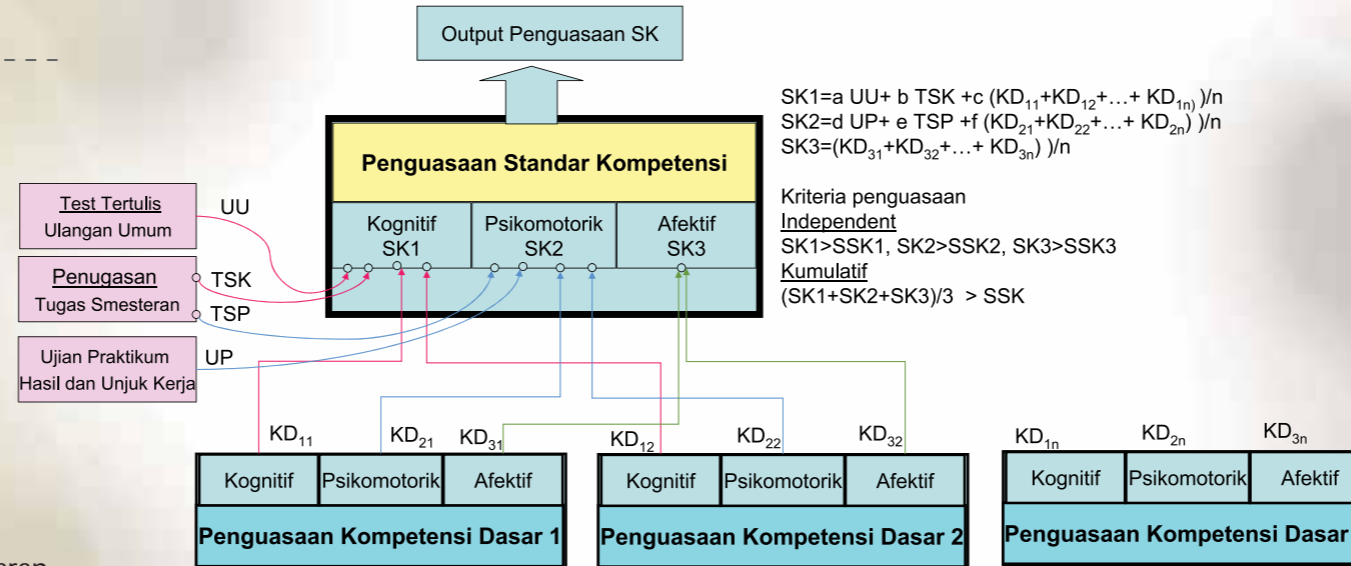 Output Penguasaan SK
SK1=a UU+ b TSK +c (KD11+KD12+…+ KD1n) )/n
SK2=d UP+ e TSP +f (KD21+KD22+…+ KD2n) )/n
SK3=(KD31+KD32+…+ KD3n) )/n
Kriteria penguasaan
Independent
SK1>SSK1, SK2>SSK2, SK3>SSK3
Kumulatif
(SK1+SK2+SK3)/3 > SSK
Penguasaan Standar Kompetensi
Kognitif
SK1
Psikomotorik
SK2
Afektif
SK3
Test Tertulis
Ulangan Umum
UU
Penugasan
Tugas Smesteran
TSK
TSP
Ujian Praktikum
Hasil dan Unjuk Kerja
UP
KD11
KD21
KD31
Kognitif
Psikomotorik
Afektif
Penguasaan Kompetensi Dasar 1
KD12
KD22
KD32
Kognitif
Psikomotorik
Afektif
Penguasaan Kompetensi Dasar 2
KD1n
KD2n
KD3n
Kognitif
Psikomotorik
Afektif
Penguasaan Kompetensi Dasar